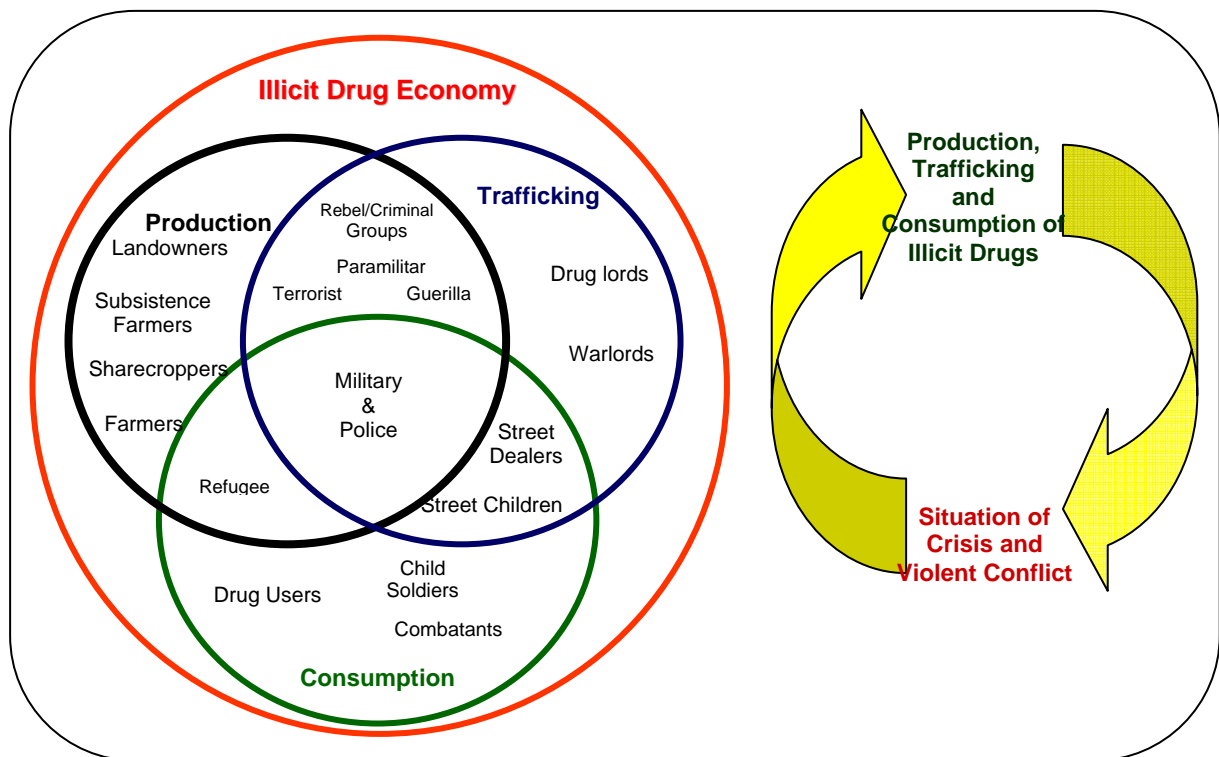 Illicit Drug Economy
Production
Landowners
Subsistence
Farmers
Sharecroppers
Farmers
Rebel/Criminal
Groups
Paramilitar
Terrorist
Guerilla
Trafficking
Drug lords
Warlords
Military
&
Police
Street
Dealers
Street Children
Refugee
Drug Users
Child
Soldiers
Combatants
Consumption
Production,
Trafficking
and
Consumption of
Illicit Drugs
Situation of
Crisis and
Violent Conflict